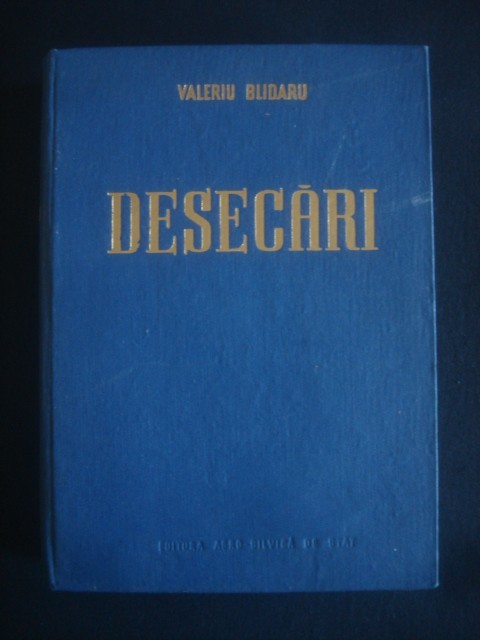 VALERIU BLIDARU
DESECĂRI
EDITURA AGRO-SILVICĂ DE STAT